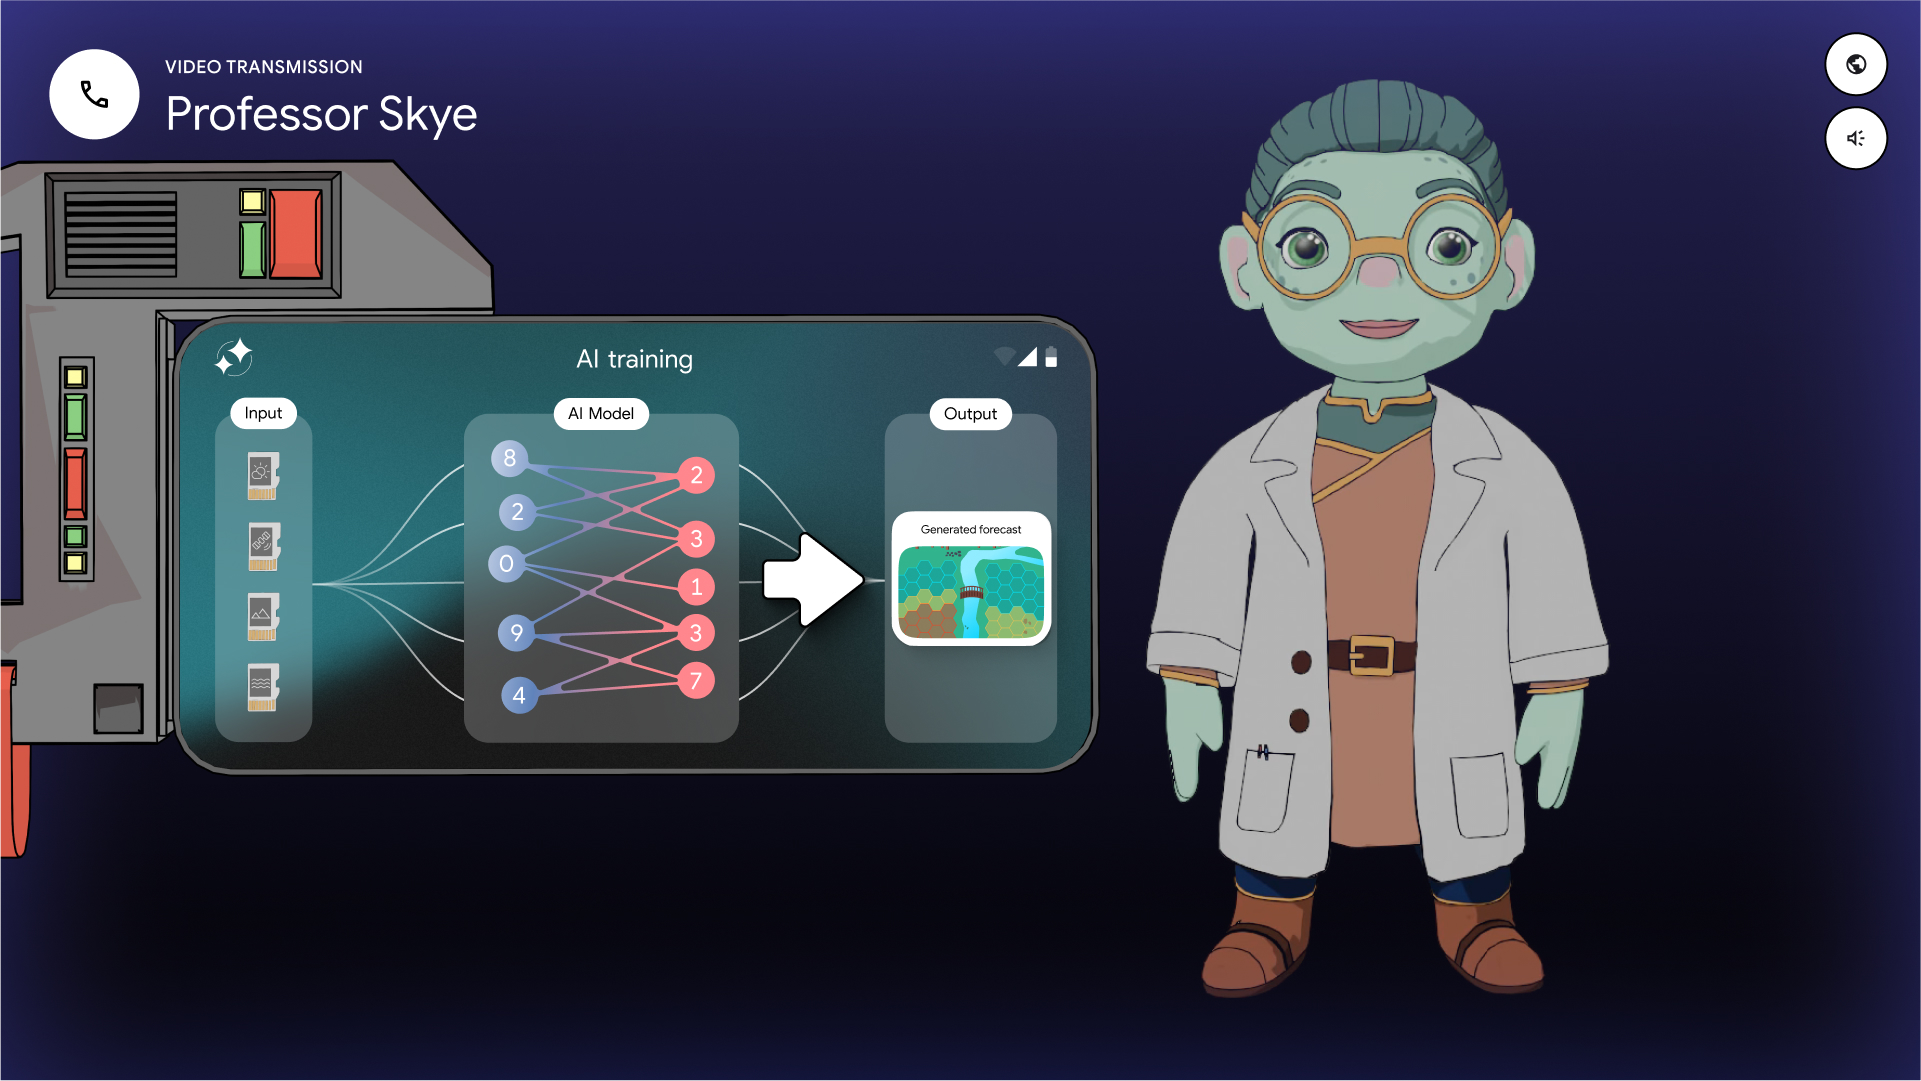 VIDEO TRANSMISSION
Professor Skye
AI training
Input
AI Model
Output
8
2
0
9
4
2
3
1
3
7
Generated forecast